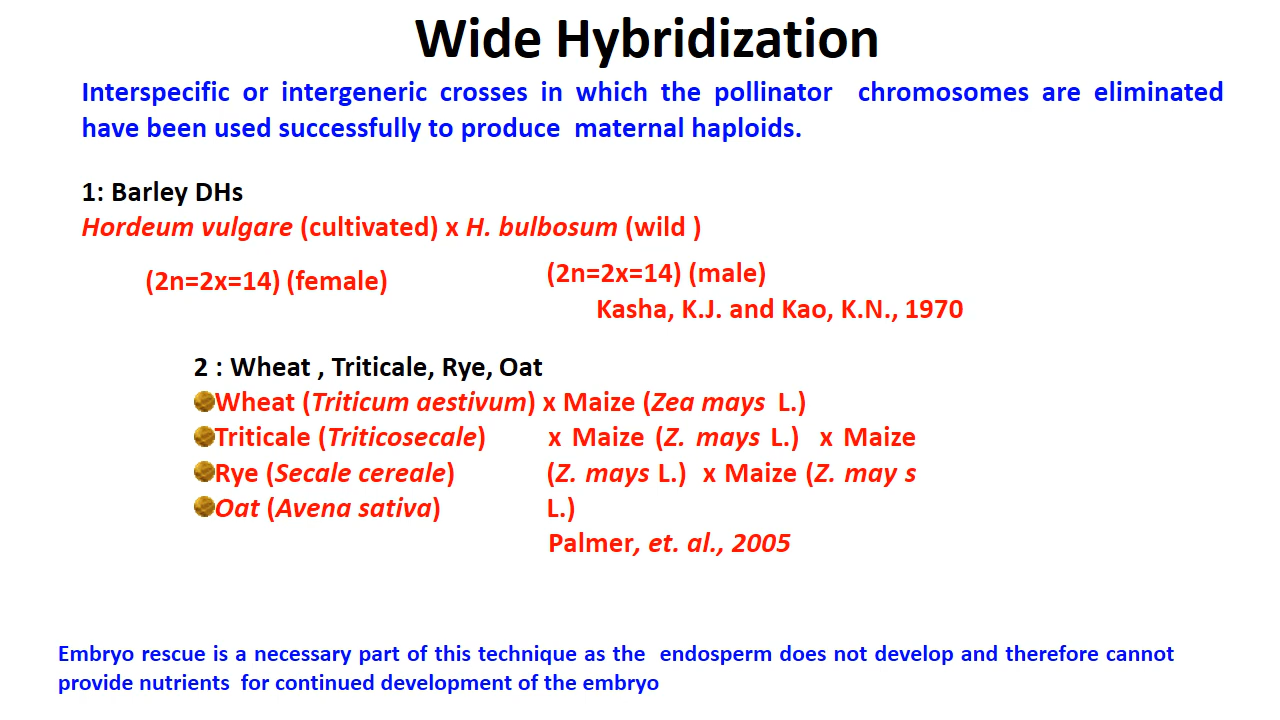 Wide Hybridization
Interspecific or intergeneric crosses in which the pollinator chromosomes are eliminated
have been used successfully to produce maternal haploids.
1: Barley DHs
Hordeum vulgare (cultivated) x H. bulbosum (wild )
(2n=2x=14) (female)
(2n=2x=14) (male)
Kasha, K.J. and Kao, K.N., 1970
2 : Wheat , Triticale, Rye, Oat
Wheat (Triticum aestivum) x Maize (Zea mays L.)
Triticale (Triticosecale) x Maize (Z. mays L.) x Maize
Rye (Secale cereale) (Z. mays L.) x Maize (Z. may s
Oat (Avena sativa) L.)
Palmer, et. al., 2005
Embryo rescue is a necessary part of this technique as the endosperm does not develop and therefore cannot
provide nutrients for continued development of the embryo